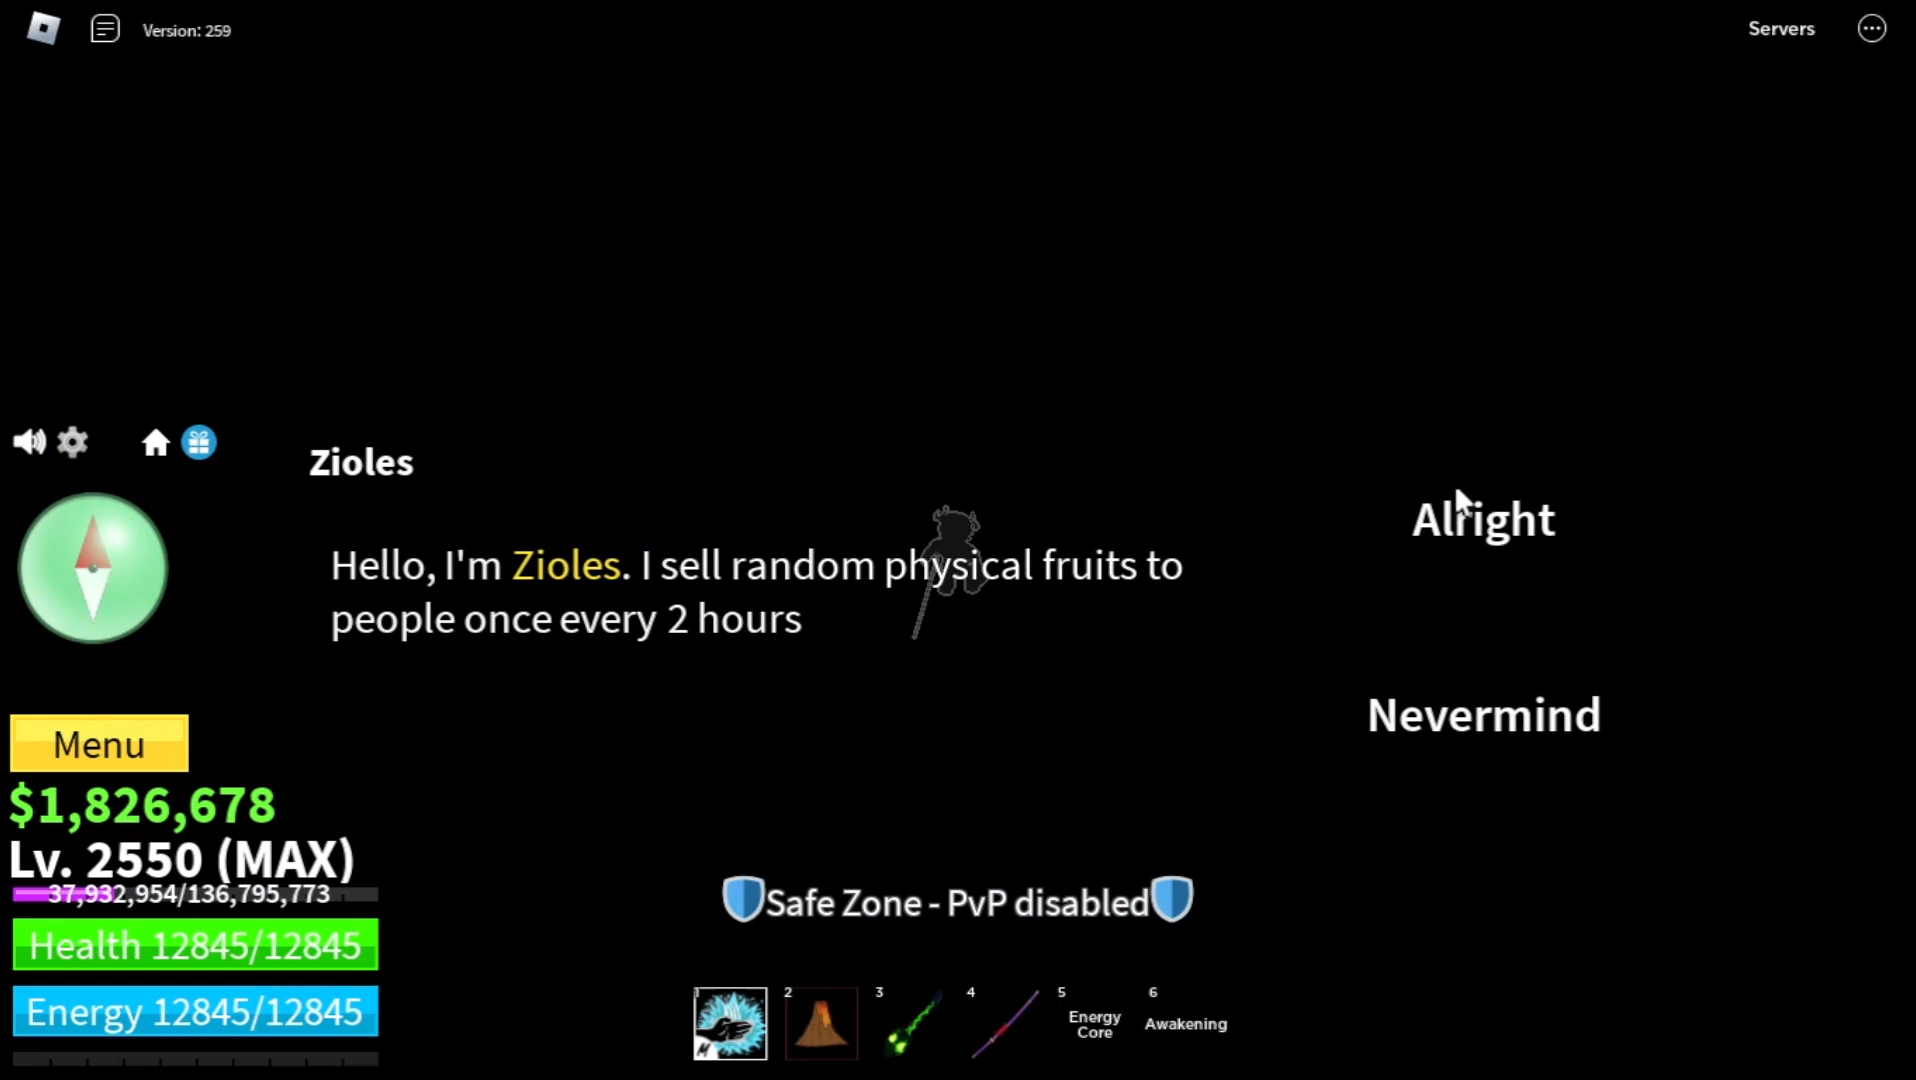 Version: 259
Servers
Zioles
Alright
Hello, I'm Zioles. I sell random physical fruits to
people once every 2 hours
Nevermind
Menu
$1,826,678
Lv. 2550 (MAX)
37,932,954/136,795,773
Safe Zone - PvP disabled
Health 12845/12845
Energy 12845/12845
1
2
3
4
5
6
Energy
Core
Awakening
M